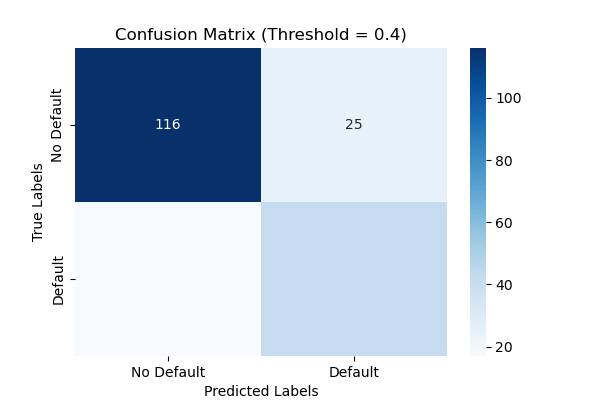 Confusion Matrix (Threshold = 0.4)
True Labels
No Default
Default
116
25
No Default
Default
Predicted Labels
100
80
60
40
20